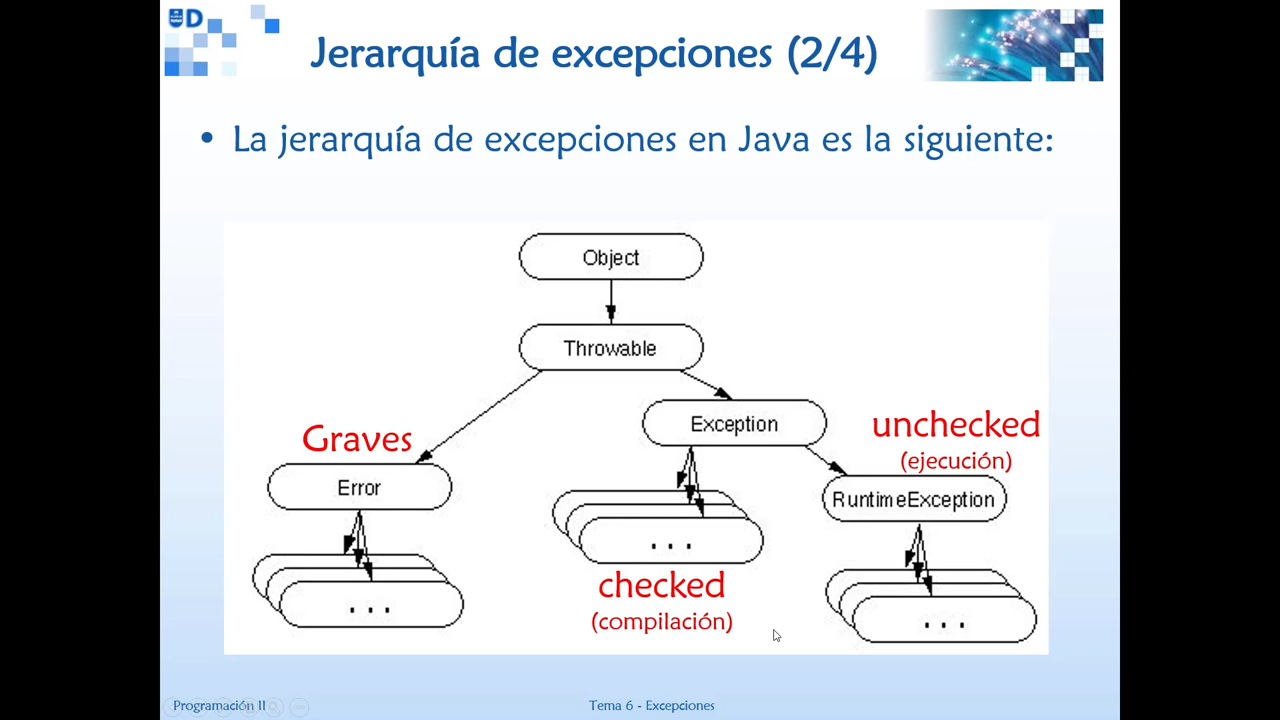 UD
Jerarquía de excepciones (2/4)
• La jerarquía de excepciones en Java es la siguiente:
Object
Throwable
Exception
unchecked
(ejecución)
Graves
Error
RuntimeException
. . .
checked
(compilación)
. . .
. . .
Programación II
Tema 6 - Excepciones